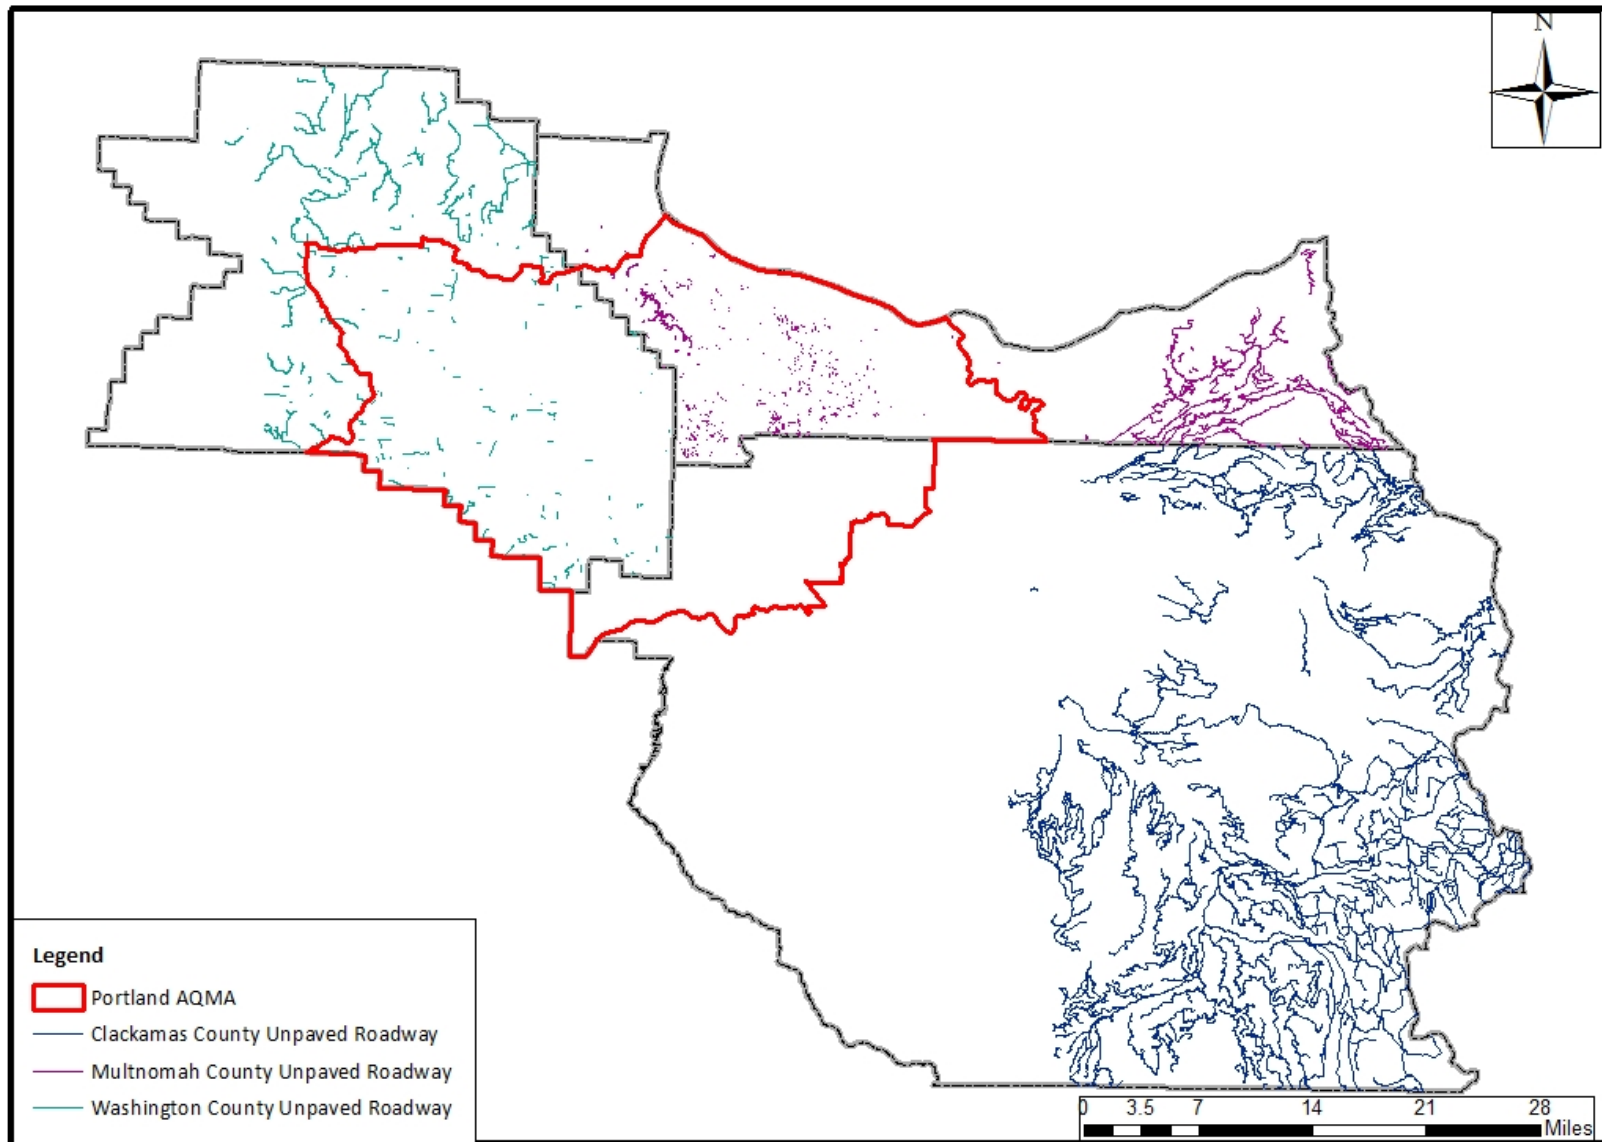 N
Legend
Portland AQMA
Clackamas County Unpaved Roadway
Multnomah County Unpaved Roadway
Washington County Unpaved Roadway
0 3.5 7 14 21 28
Miles